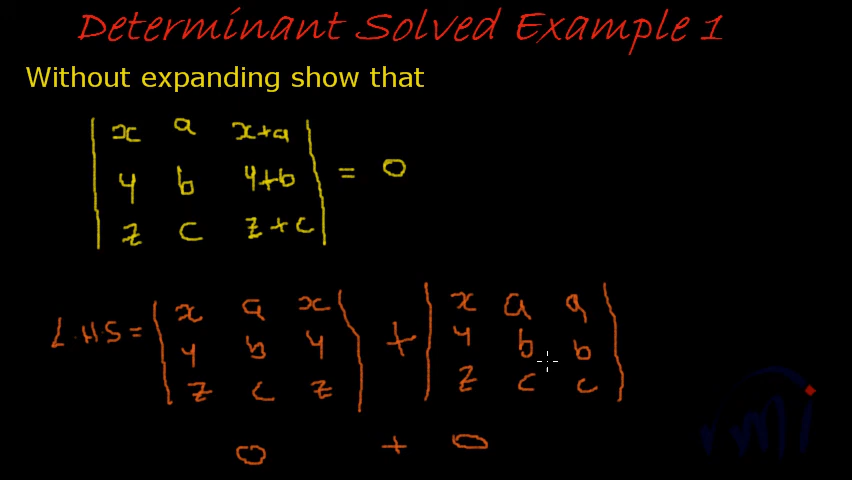 Determinant Solved Example 1
Without expanding show that
| x a x+a |
| y b y+b | = 0
| z c z+c |
L.H.S = | x a x | + | x a a |
| y b y | | y b b |
| z c z | | z c c |
0 + 0